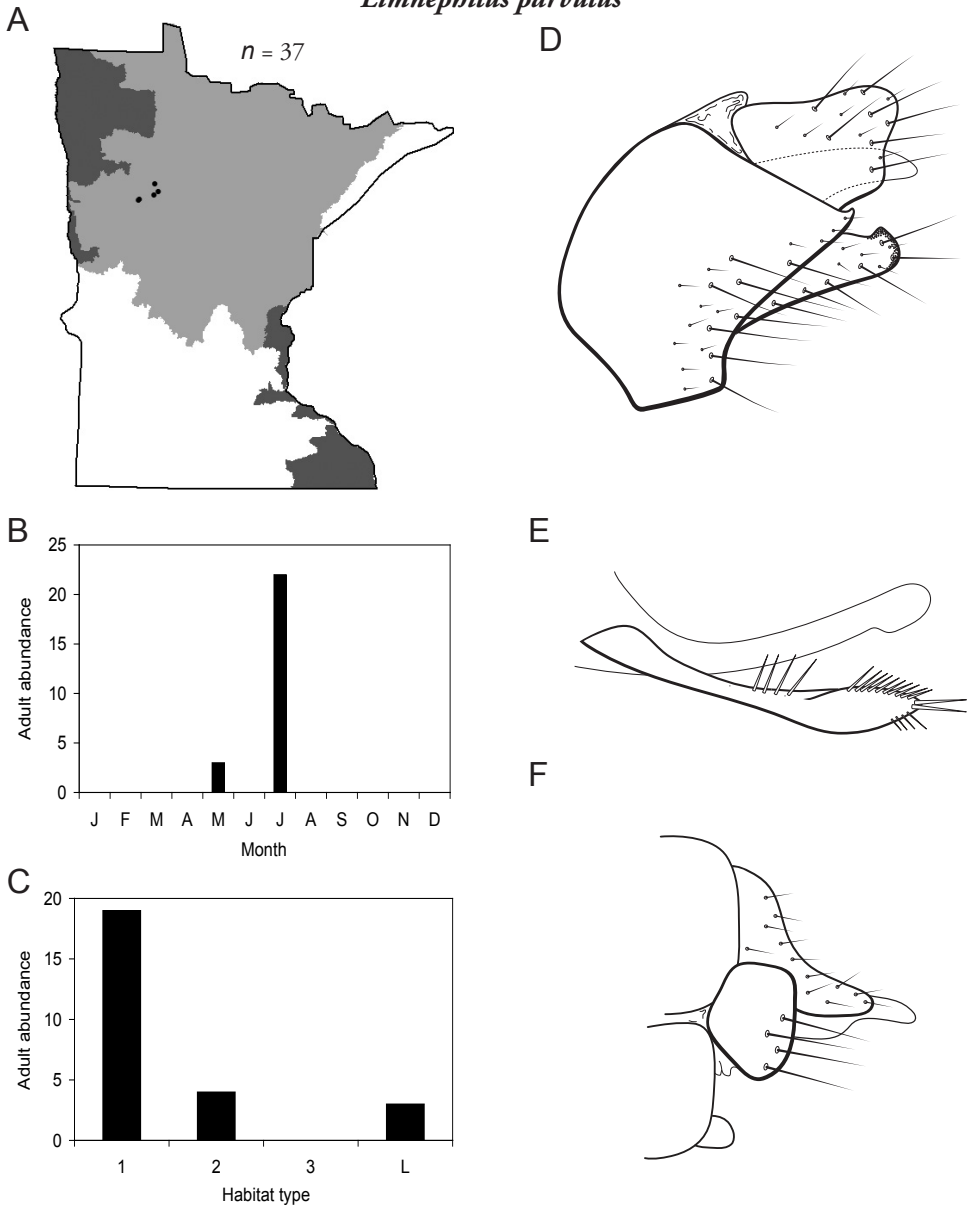 Limnephilus parvulus
A
n = 37
D
B
25
20
15
10
5
0
Adult abundance
J F M A M J J A S O N D
Month
E
C
20
15
10
5
0
Adult abundance
1 2 3 L
Habitat type
F